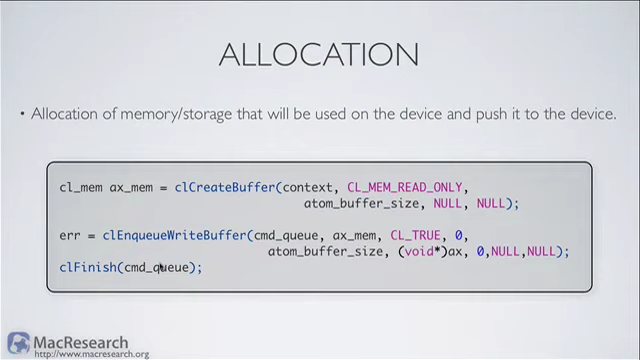 ALLOCATION
• Allocation of memory/storage that will be used on the device and push it to the device.
cl_mem ax_mem = clCreateBuffer(context, CL_MEM_READ_ONLY,
atom_buffer_size, NULL, NULL);
err = clEnqueueWriteBuffer(cmd_queue, ax_mem, CL_TRUE, 0,
atom_buffer_size, (void*)ax, 0,NULL,NULL);
clFinish(cmd_queue);
MacResearch
http://www.macresearch.org